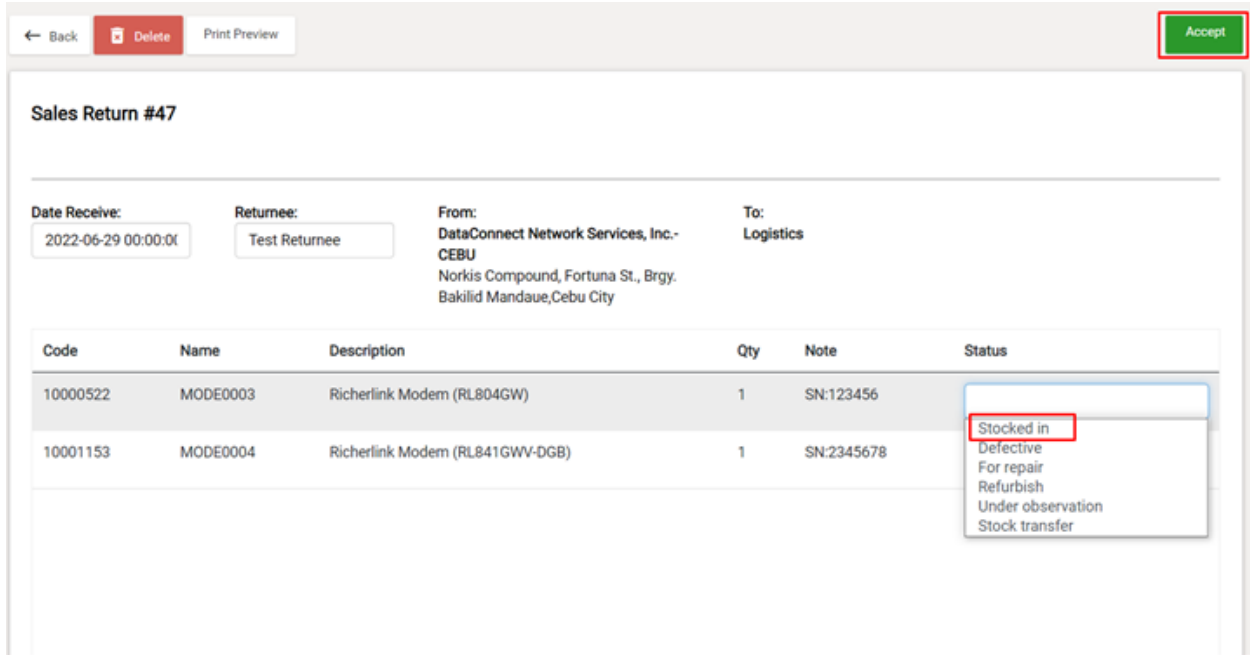 ← Back Delete Print Preview Accept
Sales Return #47
Date Receive: Returnee: From: To:
2022-06-29 00:00:0( Test Returnee DataConnect Network Services, Inc.- Logistics
CEBU
Norkis Compound, Fortuna St., Brgy.
Bakilid Mandaue,Cebu City
Code Name Description Qty Note Status
10000522 MODE0003 Richerlink Modem (RL804GW) 1 SN:123456
10001153 MODE0004 Richerlink Modem (RL841GWV-DGB) 1 SN:2345678
Stocked in
Defective
For repair
Refurbish
Under observation
Stock transfer